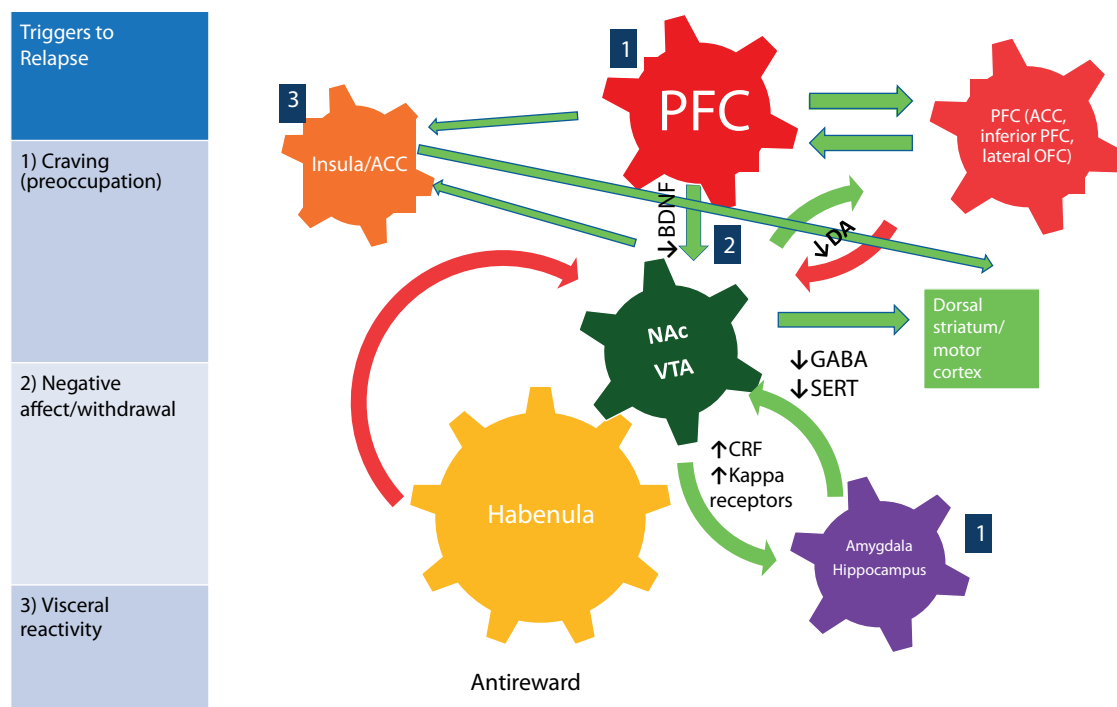 Triggers to
Relapse
1) Craving
(preoccupation)
2) Negative
affect/withdrawal
3) Visceral
reactivity
1
PFC
3
Insula/ACC
PFC (ACC,
inferior PFC,
lateral OFC)
↓BDNF
2
↓DA
NAc
VTA
Dorsal
striatum/
motor
cortex
↓GABA
↓SERT
↑CRF
↑Kappa
receptors
Habenula
1
Amygdala
Hippocampus
Antireward